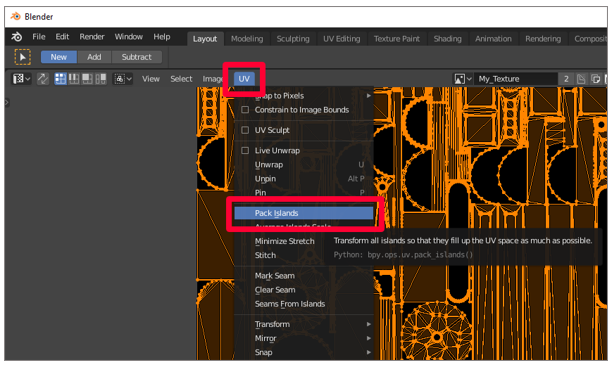 Blender
File Edit Render Window Help Layout Modeling Sculpting UV Editing Texture Paint Shading Animation Rendering
New Add Subtract
View Select Image UV My_Texture 2
Snap to Pixels
Constrain to Image Bounds
UV Sculpt
Live Unwrap
Unwrap U
Unpin Alt P
Pin P
Pack Islands
Average Islands Scale
Minimize Stretch
Transform all islands so that they fill up the UV space as much as possible.
Stitch
Python: bpy.ops.uv.pack_islands()
Mark Seam
Clear Seam
Seams From Islands
Transform
Mirror
Snap